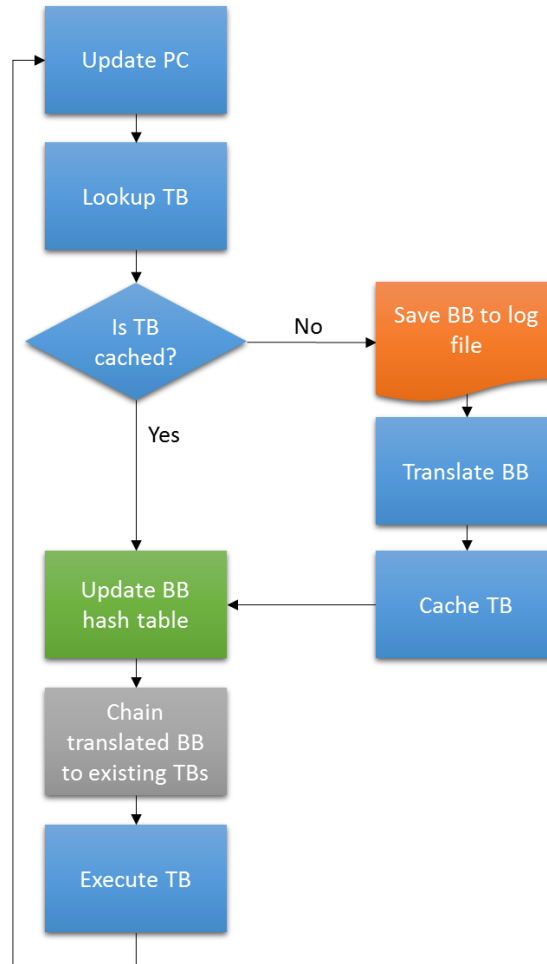 Update PC
Lookup TB
Is TB
cached?
No
Save BB to log
file
Yes
Translate BB
Update BB
hash table
Cache TB
Chain
translated BB
to existing TBs
Execute TB